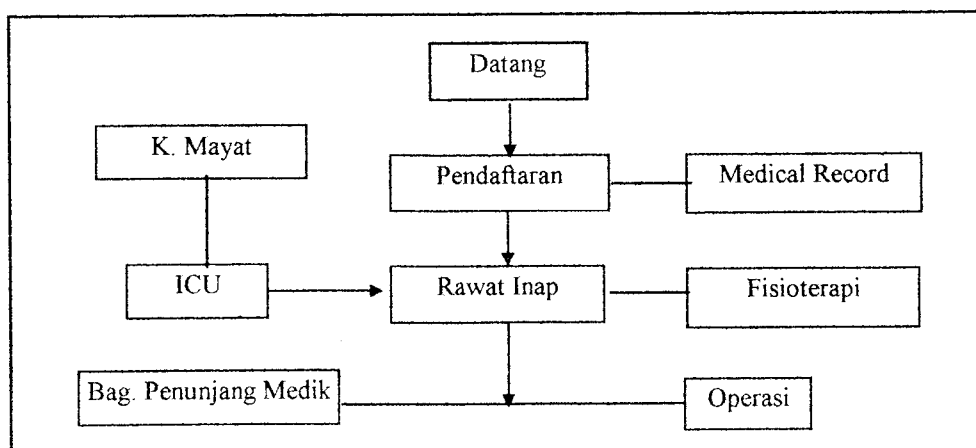 Datang
K. Mayat
Pendaftaran
Medical Record
ICU
Rawat Inap
Fisioterapi
Bag. Penunjang Medik
Operasi